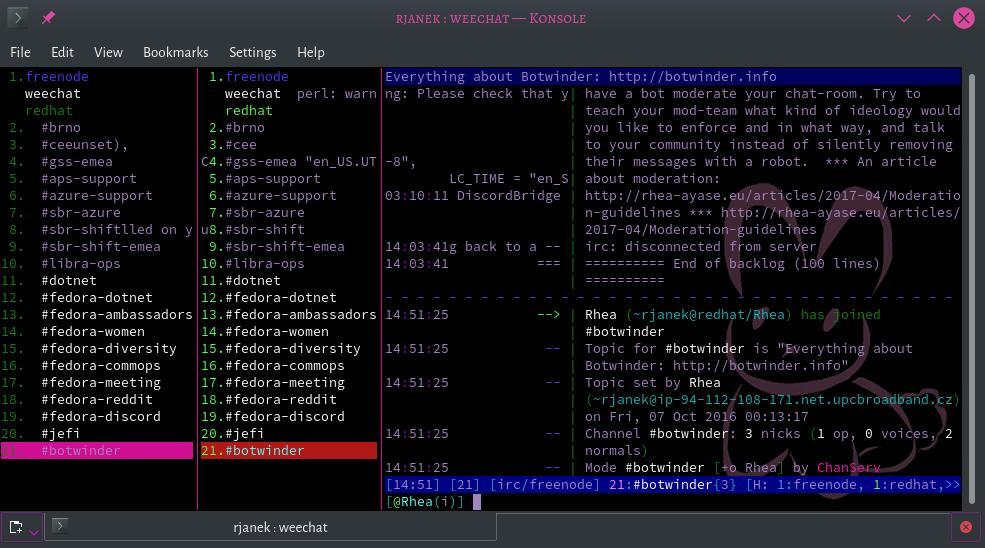 rjanek : weechat — Konsole
File Edit View Bookmarks Settings Help
1.freenode
weechat
redhat
2. #brno
3. #ceeunset),
4. #gss-emea
5. #aps-support
6. #azure-support
7. #sbr-azure
8. #sbr-shiftlled on y
9. #sbr-shift-emea
10. #libra-ops
11. #dotnet
12. #fedora-dotnet
13. #fedora-ambassadors
14. #fedora-women
15. #fedora-diversity
16. #fedora-commops
17. #fedora-meeting
18. #fedora-reddit
19. #fedora-discord
20. #jefi
#botwinder
1.freenode
weechat perl: warn
redhat
2.#brno
3.#cee
C4.#gss-emea "en_US.UT
5.#aps-support
6.#azure-support
7.#sbr-azure
u8.#sbr-shift
9.#sbr-shift-emea
10.#libra-ops
11.#dotnet
12.#fedora-dotnet
13.#fedora-ambassadors
14.#fedora-women
15.#fedora-diversity
16.#fedora-commops
17.#fedora-meeting
18.#fedora-reddit
19.#fedora-discord
20.#jefi
21.#botwinder
Everything about Botwinder: http://botwinder.info
ng: Please check that y| have a bot moderate your chat-room. Try to
teach your mod-team what kind of ideology would
you like to enforce and in what way, and talk
to your community instead of silently removing
-8", their messages with a robot. *** An article
LC_TIME = "en_S| about moderation:
03:10:11 DiscordBridge | http://rhea-ayase.eu/articles/2017-04/Moderatio
n-guidelines *** http://rhea-ayase.eu/articles/
2017-04/Moderation-guidelines
14:03:41g back to a -- | irc: disconnected from server
14:03:41 === | ========== End of backlog (100 lines)
==========
14:51:25 --> | Rhea (~rjanek@redhat/Rhea) has joined
#botwinder
14:51:25 -- | Topic for #botwinder is "Everything about
Botwinder: http://botwinder.info"
14:51:25 -- | Topic set by Rhea
(~rjanek@ip-94-112-108-171.net.upcbroadband.cz)
on Fri, 07 Oct 2016 00:13:17
14:51:25 -- | Channel #botwinder: 3 nicks (1 op, 0 voices, 2
normals)
14:51:25 -- | Mode #botwinder [+o Rhea] by ChanServ
[14:51] [21] [irc/freenode] 21:#botwinder{3} [H: 1:freenode, 1:redhat,>>
[@Rhea(i)]
rjanek : weechat